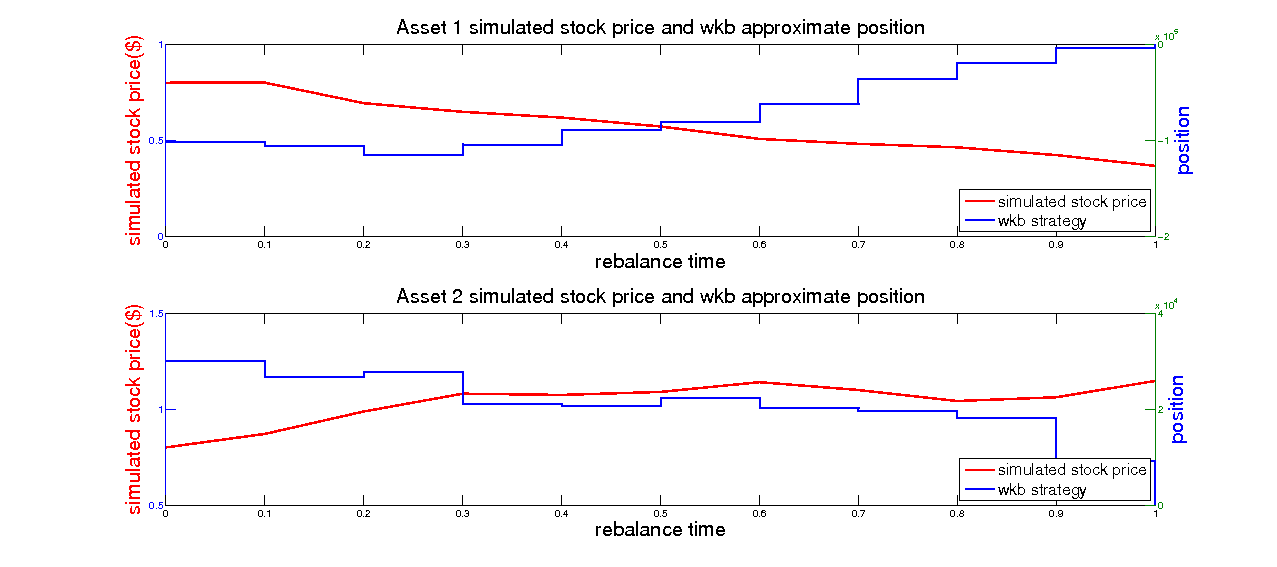 Asset 1 simulated stock price and wkb approximate position
x 10^5
simulated stock price($)
1
0.5
0
0
-1
-2
position
simulated stock price
wkb strategy
0 0.1 0.2 0.3 0.4 0.5 0.6 0.7 0.8 0.9 1
rebalance time
Asset 2 simulated stock price and wkb approximate position
x 10^4
simulated stock price($)
1.5
1
0.5
4
2
0
position
simulated stock price
wkb strategy
0 0.1 0.2 0.3 0.4 0.5 0.6 0.7 0.8 0.9 1
rebalance time